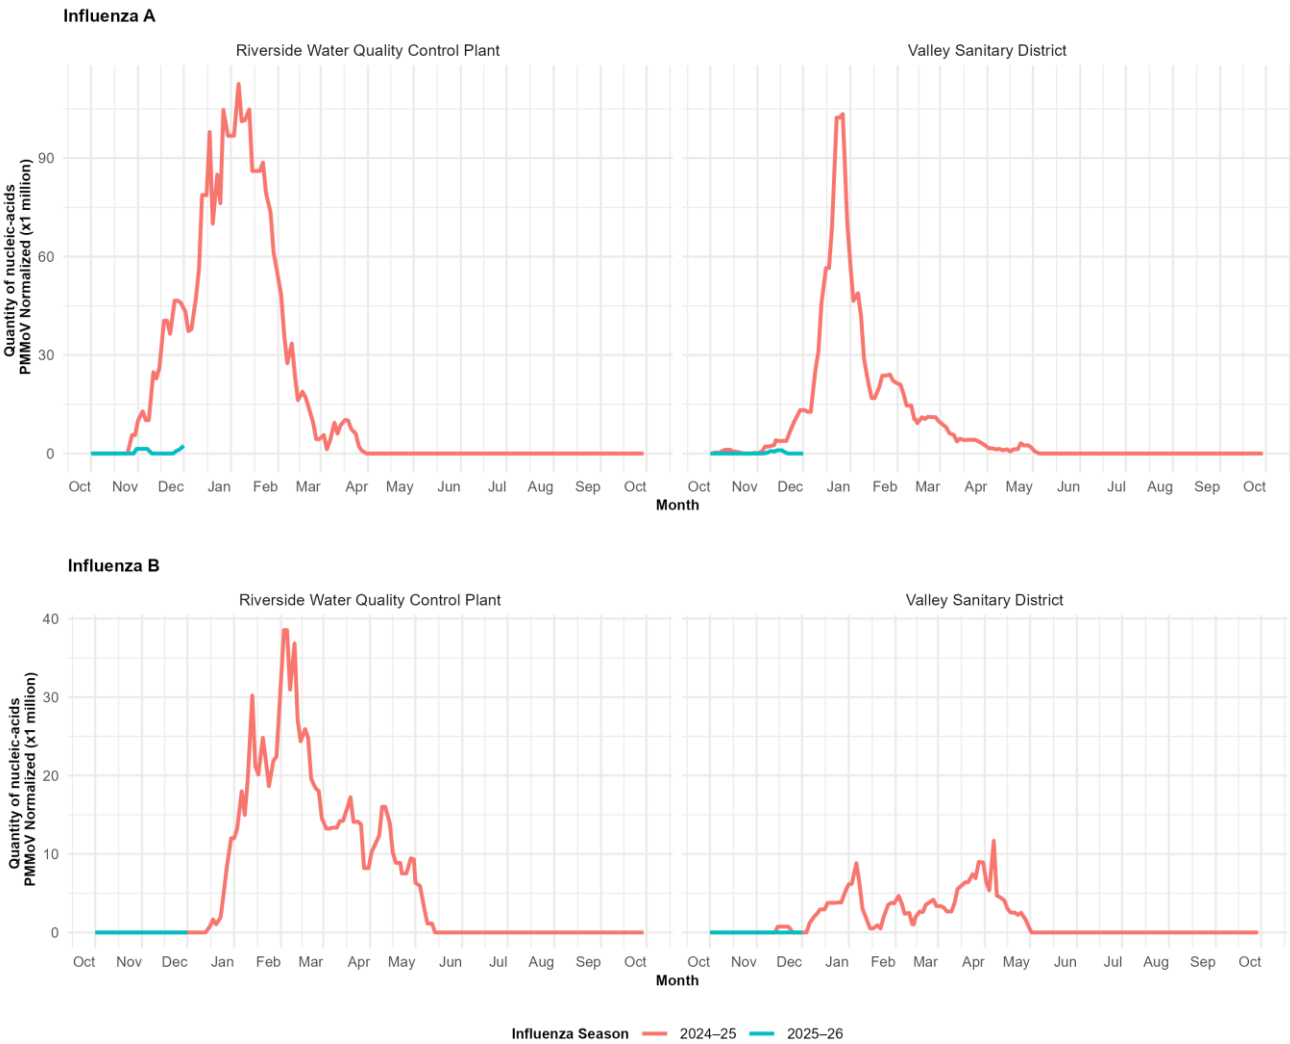 Influenza A
Riverside Water Quality Control Plant
Valley Sanitary District
Quantity of nucleic-acids
PMMoV Normalized (x1 million)
90
60
30
0
Oct Nov Dec Jan Feb Mar Apr May Jun Jul Aug Sep Oct
Oct Nov Dec Jan Feb Mar Apr May Jun Jul Aug Sep Oct
Month
Influenza B
Riverside Water Quality Control Plant
Valley Sanitary District
Quantity of nucleic-acids
PMMoV Normalized (x1 million)
40
30
20
10
0
Oct Nov Dec Jan Feb Mar Apr May Jun Jul Aug Sep Oct
Oct Nov Dec Jan Feb Mar Apr May Jun Jul Aug Sep Oct
Month
Influenza Season 2024–25 2025–26